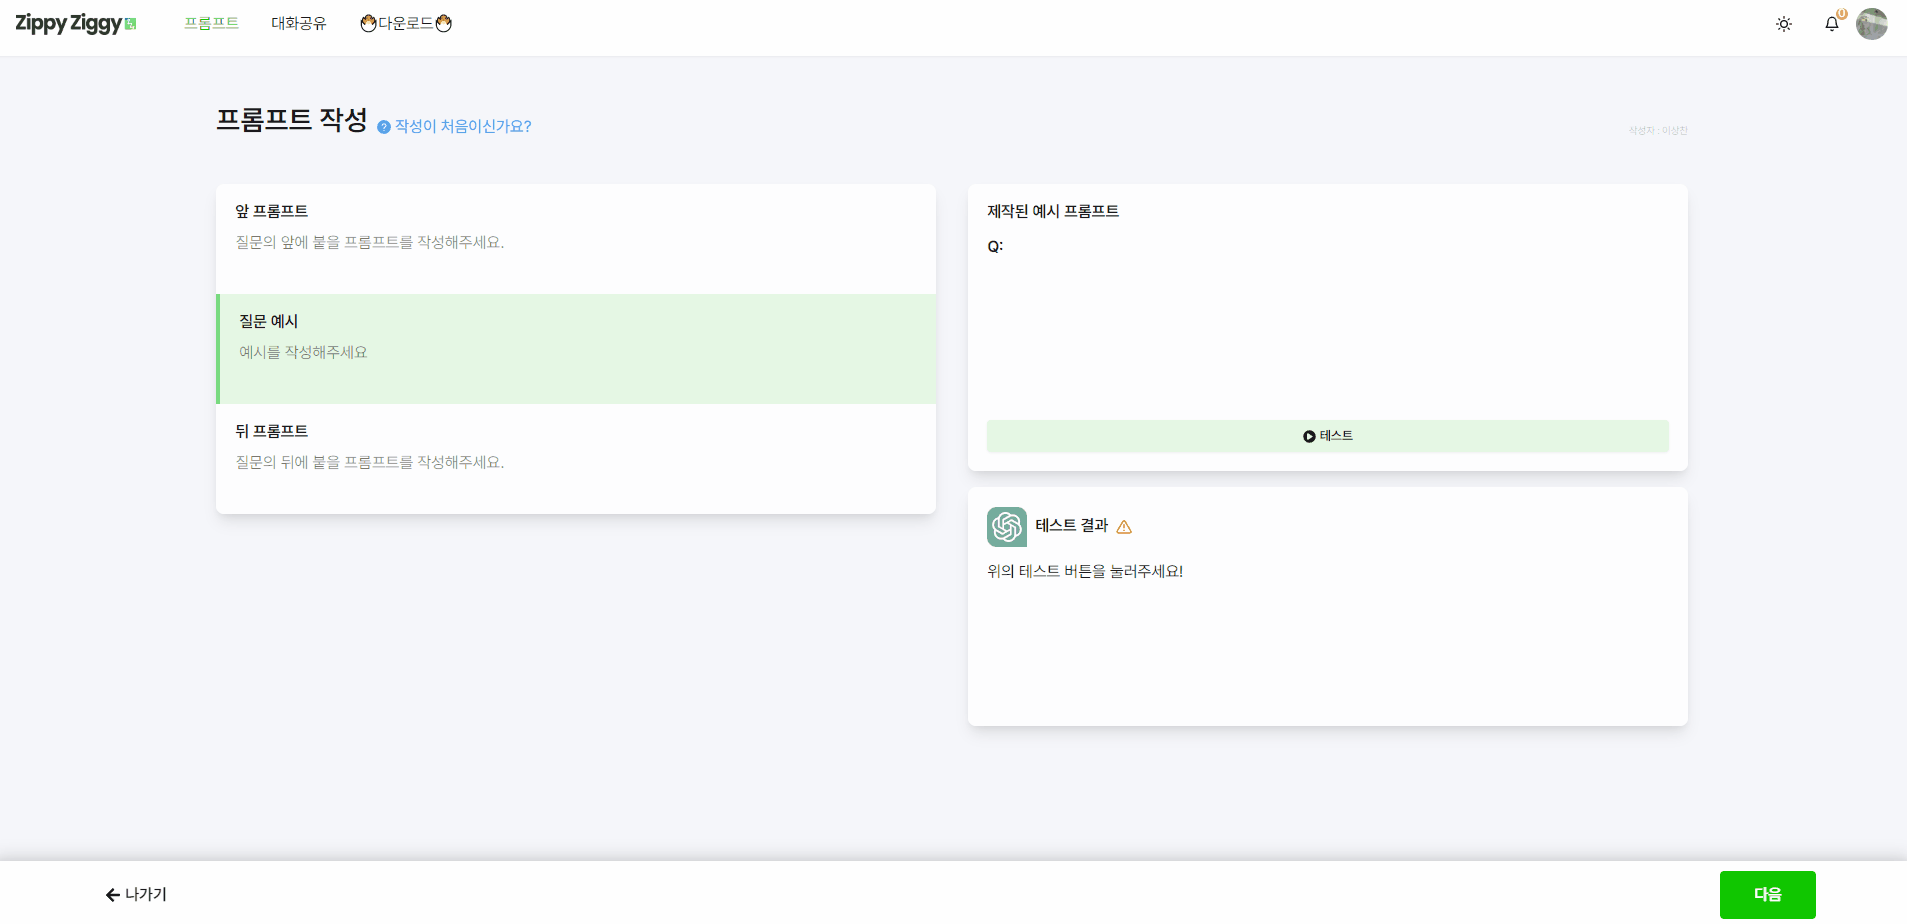 Zippy Ziggy
프롬프트
대화공유
다운로드
0
프롬프트 작성
작성이 처음이신가요?
작성자 : 이상찬
앞 프롬프트
질문의 앞에 붙을 프롬프트를 작성해주세요.
질문 예시
예시를 작성해주세요
뒤 프롬프트
질문의 뒤에 붙을 프롬프트를 작성해주세요.
제작된 예시 프롬프트
Q:
테스트
테스트 결과
위의 테스트 버튼을 눌러주세요!
나가기
다음